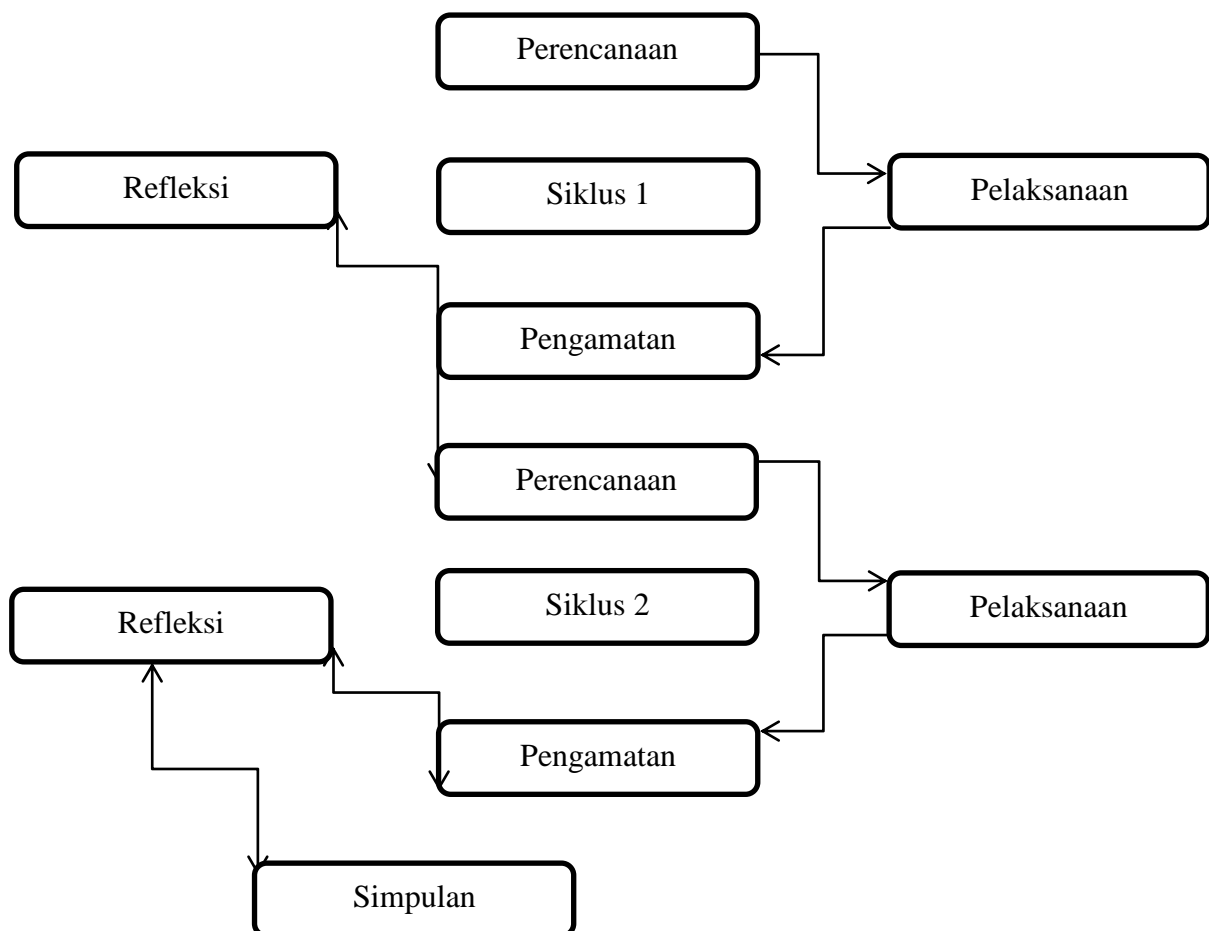 Perencanaan
Refleksi
Siklus 1
Pelaksanaan
Pengamatan
Perencanaan
Refleksi
Siklus 2
Pelaksanaan
Pengamatan
Simpulan